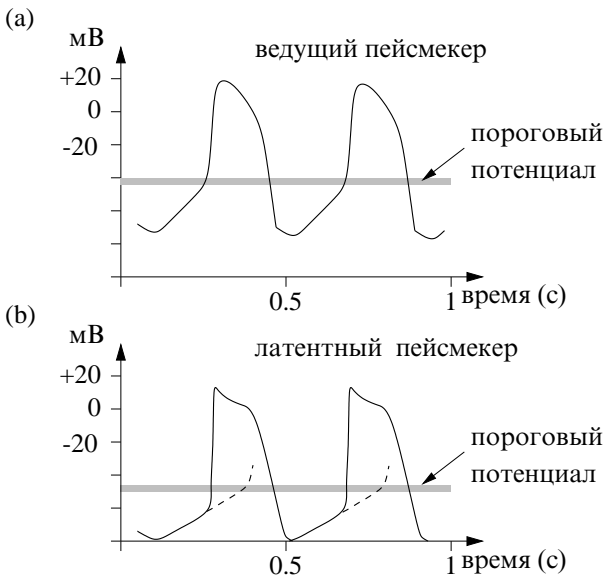 (a)
мВ
ведущий пейсмекер
+20
0
-20
пороговый
потенциал
0.5
1
время (с)
(b)
мВ
латентный пейсмекер
+20
0
-20
пороговый
потенциал
0.5
1
время (с)